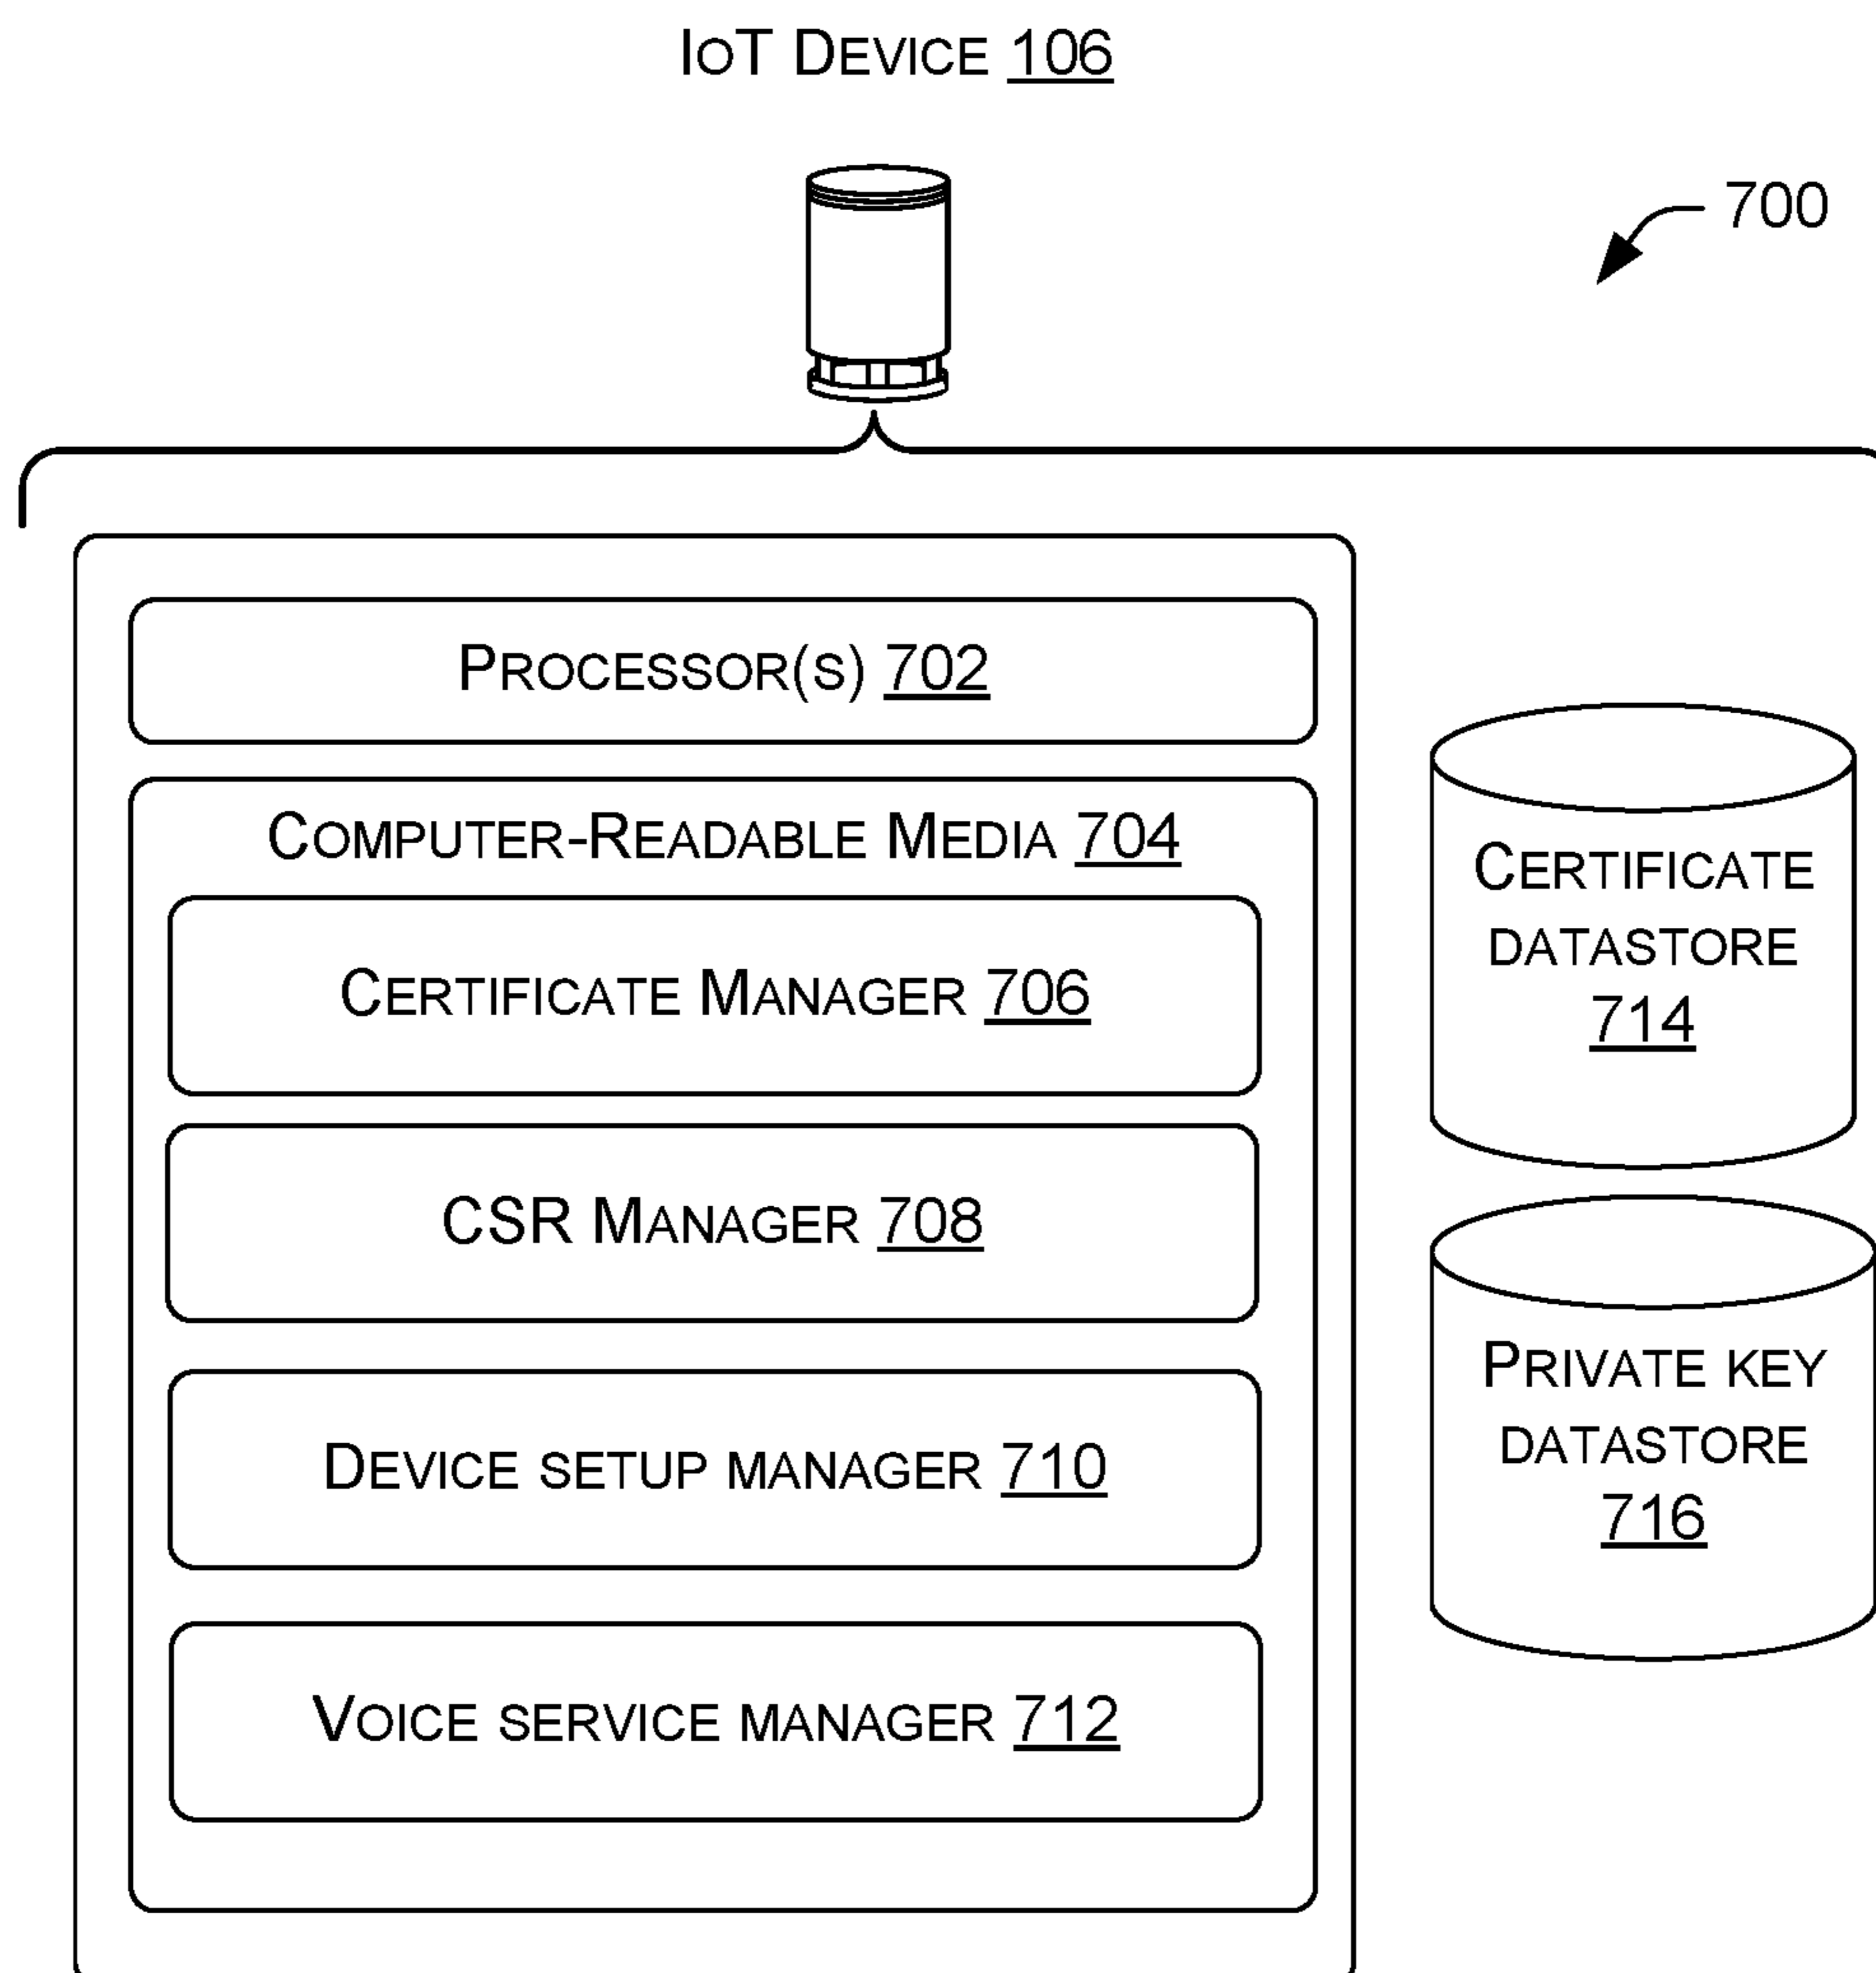 IoT Device 106
700
Processor(s) 702
Computer-Readable Media 704
Certificate Manager 706
CSR Manager 708
Device setup manager 710
Voice service manager 712
Certificate
datastore
714
Private key
datastore
716